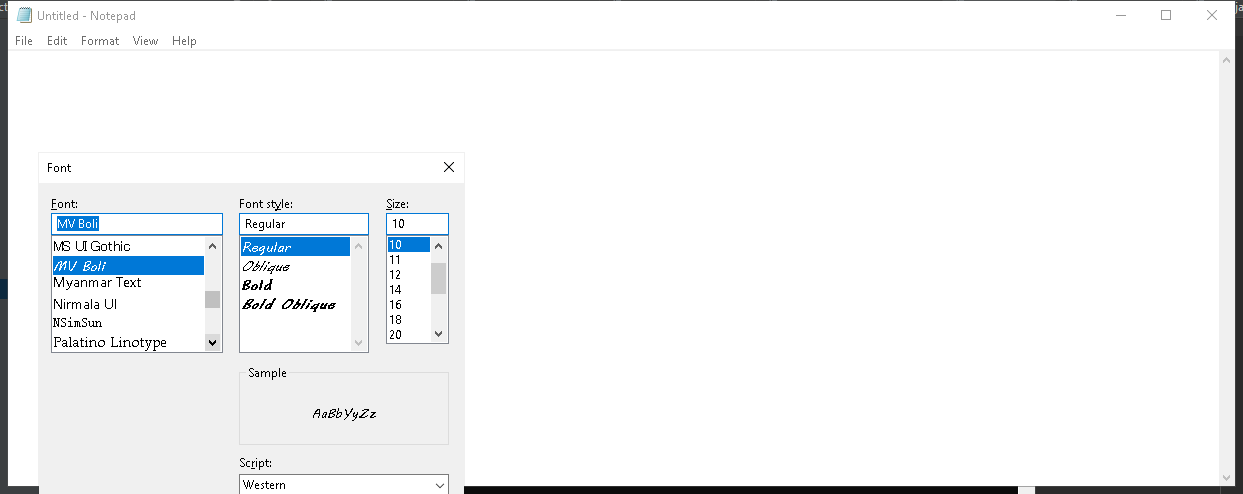 Untitled - Notepad
File Edit Format View Help
Font
Font: Font style: Size:
MV Boli Regular 10
MS UI Gothic
MV Boli
Myanmar Text
Nirmala UI
NSimSun
Palatino Linotype
Regular
Oblique
Bold
Bold Oblique
10
11
12
14
16
18
20
Sample
AaBbYyZz
Script:
Western